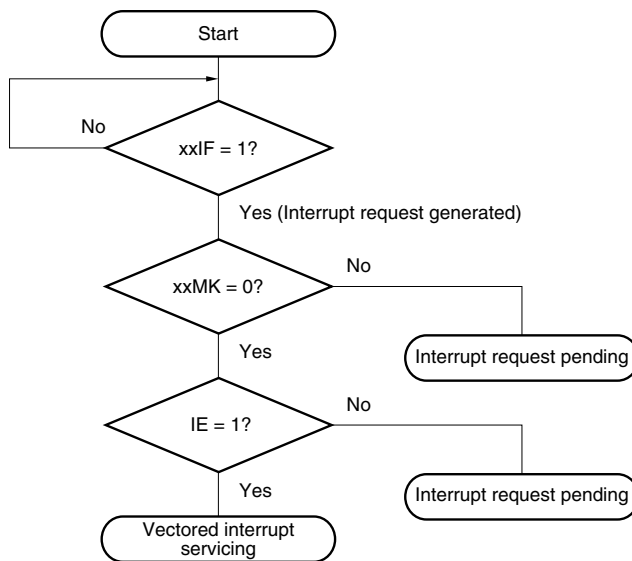 Start
No
xxIF = 1?
Yes (Interrupt request generated)
No
xxMK = 0?
Interrupt request pending
Yes
No
IE = 1?
Interrupt request pending
Yes
Vectored interrupt
servicing